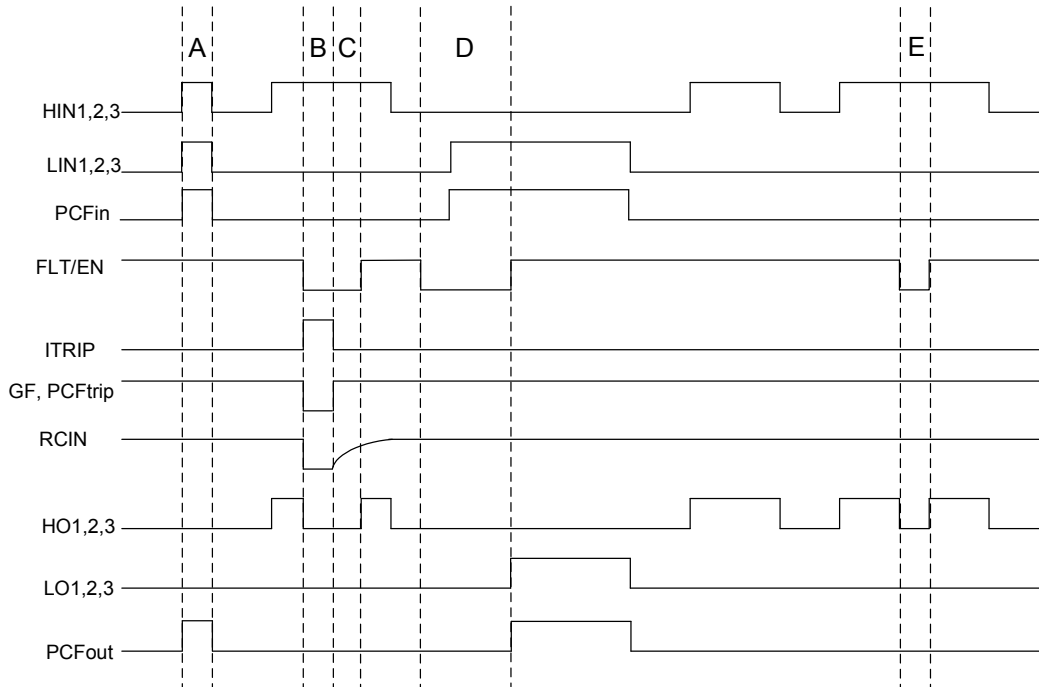 A
B
C
D
E
HIN1,2,3
LIN1,2,3
PCFin
FLT/EN
ITRIP
GF, PCFtrip
RCIN
HO1,2,3
LO1,2,3
PCFout